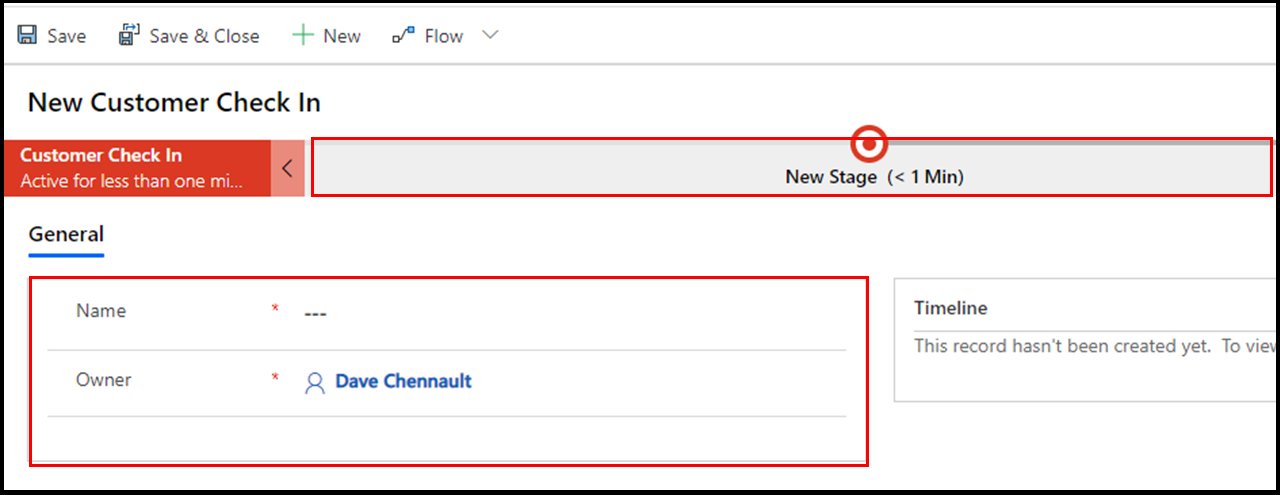 Save Save & Close New Flow
New Customer Check In
Customer Check In
Active for less than one mi...
New Stage (< 1 Min)
General
Name * ---
Owner * Dave Chennault
Timeline
This record hasn't been created yet. To view